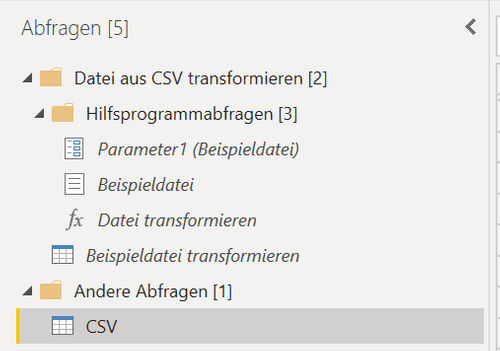 Abfragen [5]
Datei aus CSV transformieren [2]
Hilfsprogrammabfragen [3]
Parameter1 (Beispieldatei)
Beispieldatei
fx Datei transformieren
Beispieldatei transformieren
Andere Abfragen [1]
CSV